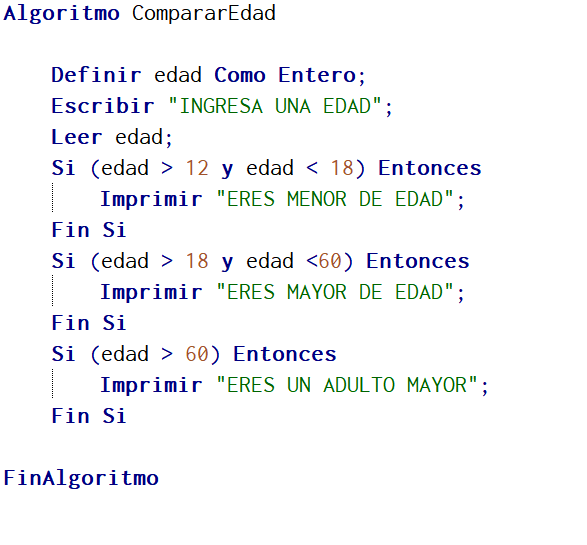 Algoritmo CompararEdad
Definir edad Como Entero;
Escribir "INGRESA UNA EDAD";
Leer edad;
Si (edad > 12 y edad < 18) Entonces
Imprimir "ERES MENOR DE EDAD";
Fin Si
Si (edad > 18 y edad <60) Entonces
Imprimir "ERES MAYOR DE EDAD";
Fin Si
Si (edad > 60) Entonces
Imprimir "ERES UN ADULTO MAYOR";
Fin Si
FinAlgoritmo